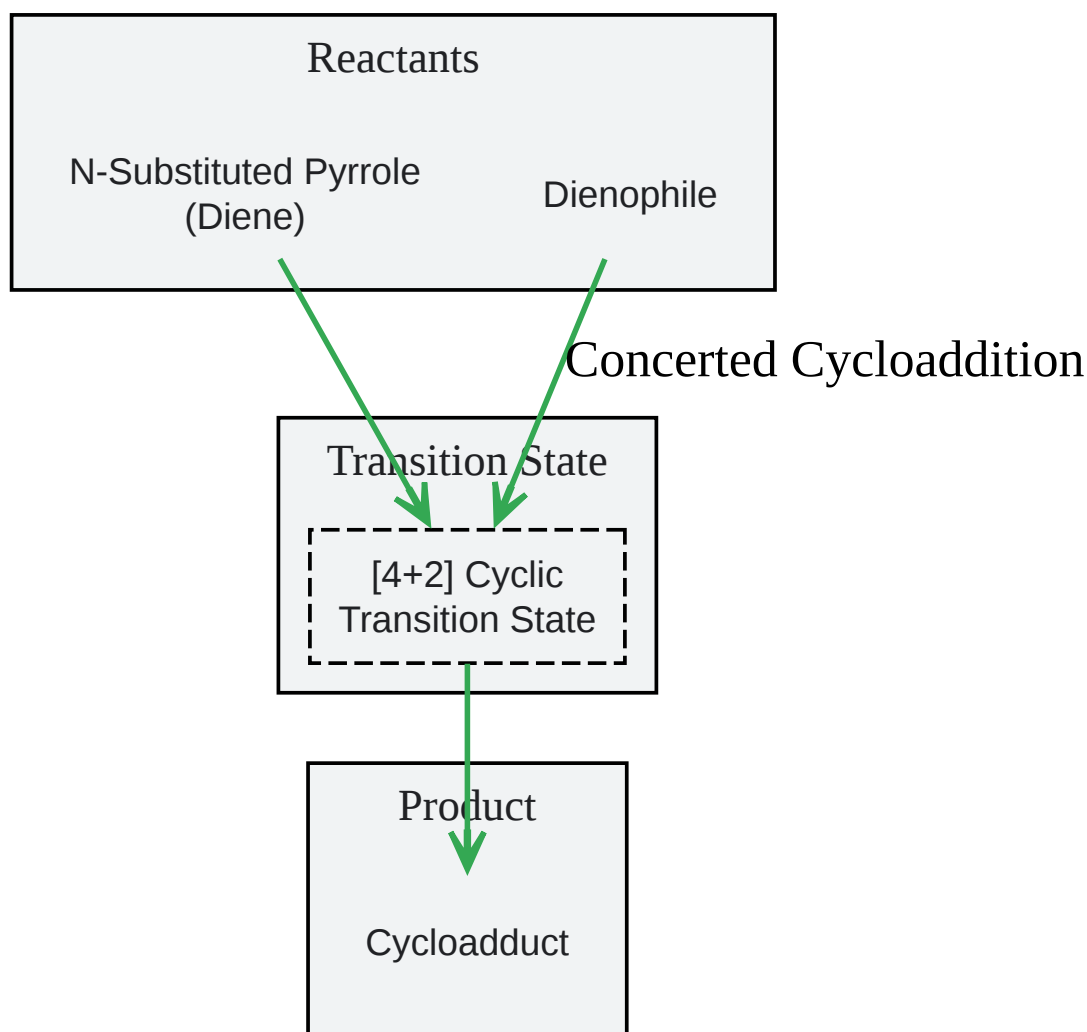 Reactants
N-Substituted Pyrrole
(Diene)
Dienophile
Concerted Cycloaddition
Transition State
[4+2] Cyclic
Transition State
Product
Cycloadduct